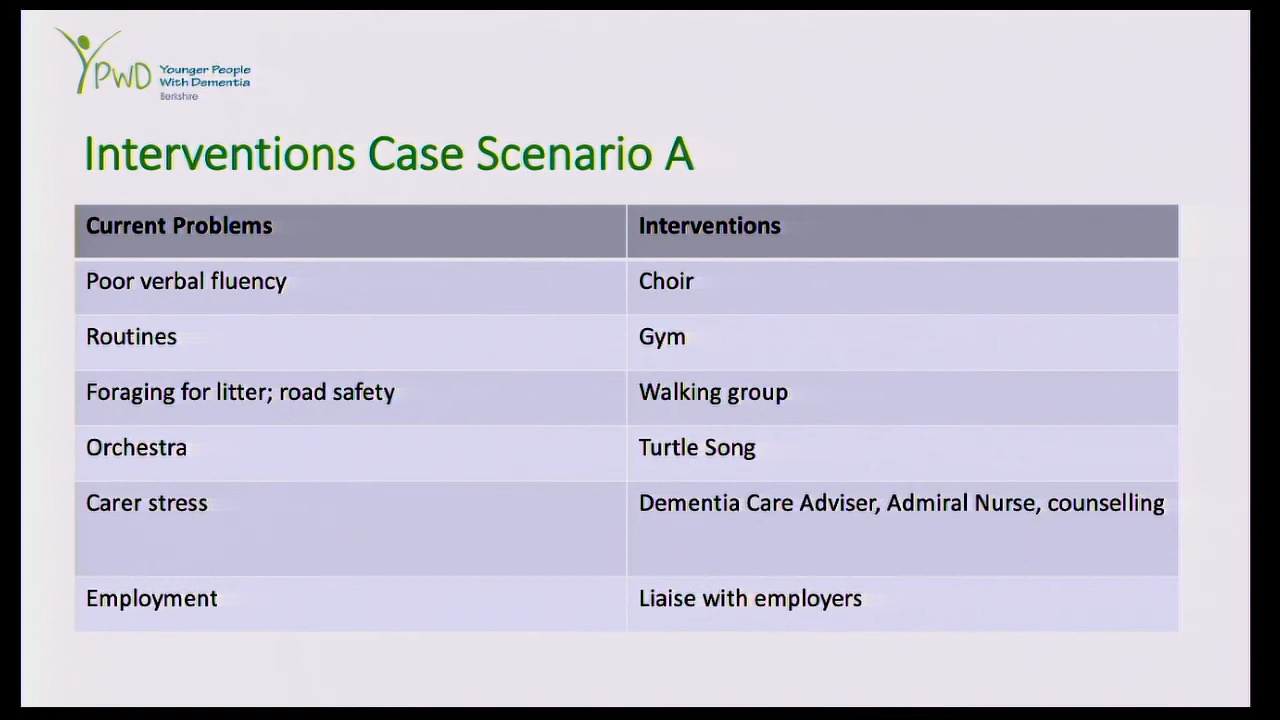 YPWD Younger People
With Dementia
Berkshire
Interventions Case Scenario A
Current Problems Interventions
Poor verbal fluency Choir
Routines Gym
Foraging for litter; road safety Walking group
Orchestra Turtle Song
Carer stress Dementia Care Adviser, Admiral Nurse, counselling
Employment Liaise with employers